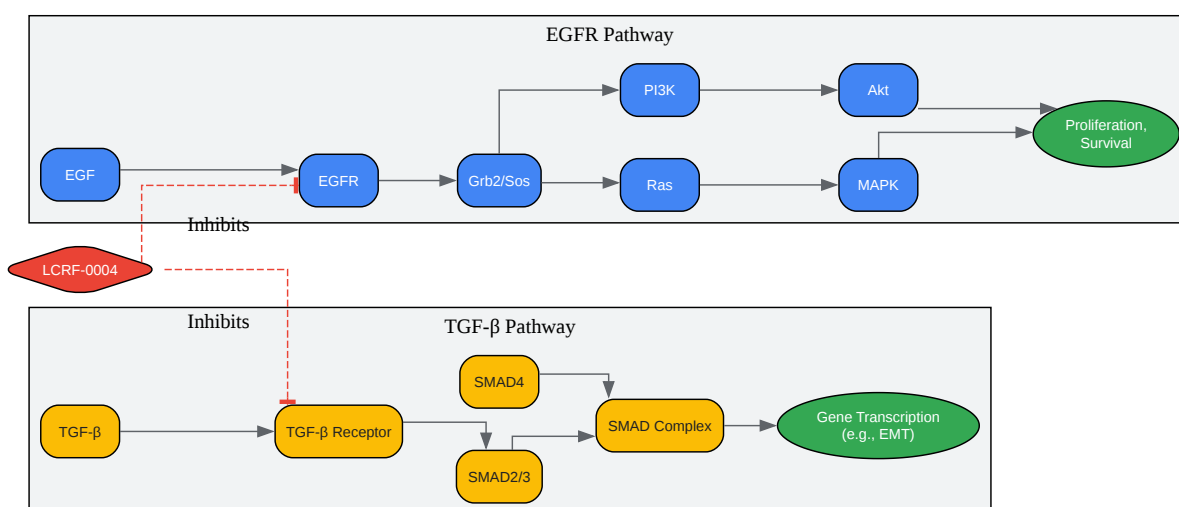 EGFR Pathway
PI3K
Akt
Proliferation,
Survival
EGF
EGFR
Grb2/Sos
Ras
MAPK
Inhibits
LCRF-0004
Inhibits
TGF-β Pathway
SMAD4
TGF-β
TGF-β Receptor
SMAD Complex
Gene Transcription
(e.g., EMT)
SMAD2/3